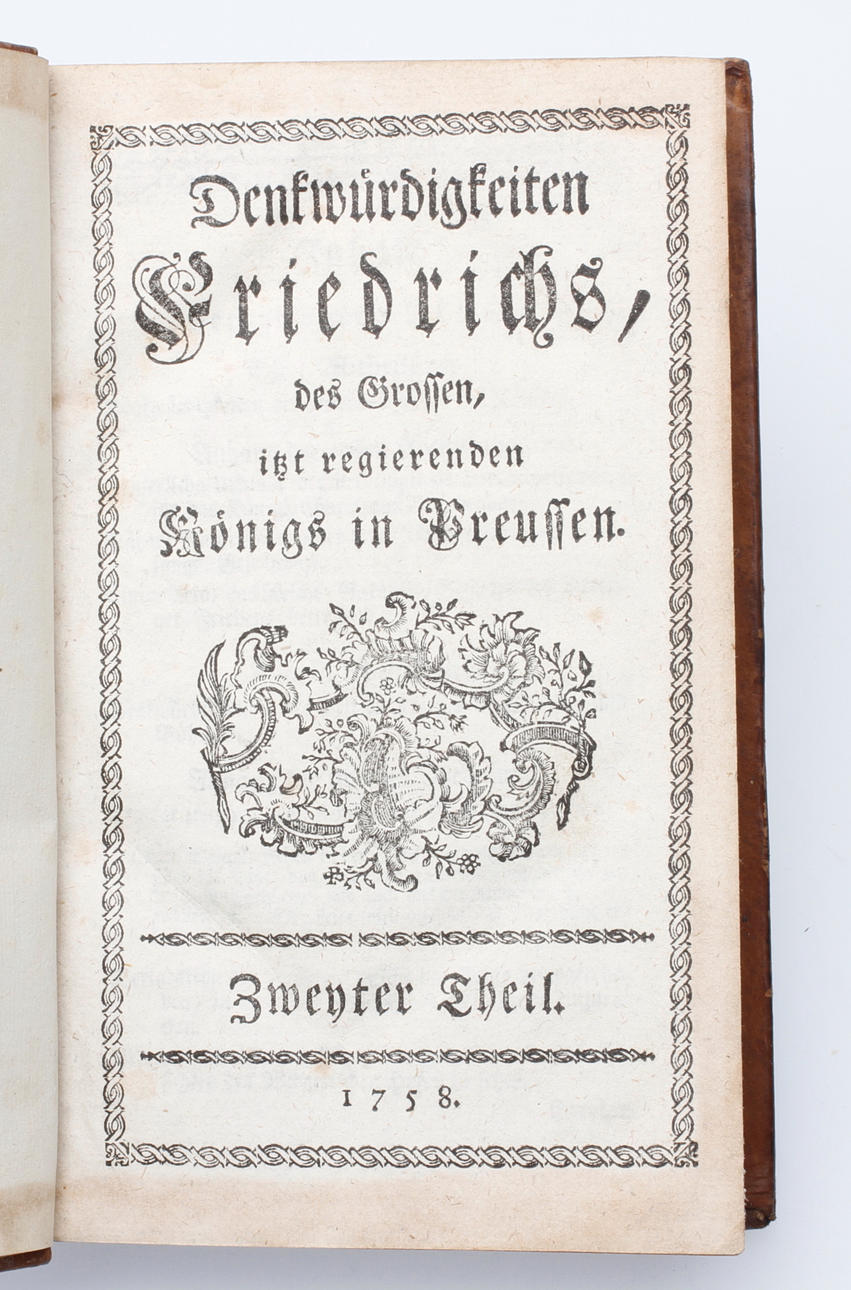 Denkwürdigkeiten
Friedrichs,
des Grossen,
itzt regierenden
Königs in Preussen.
Zweyter Theil.
1758.